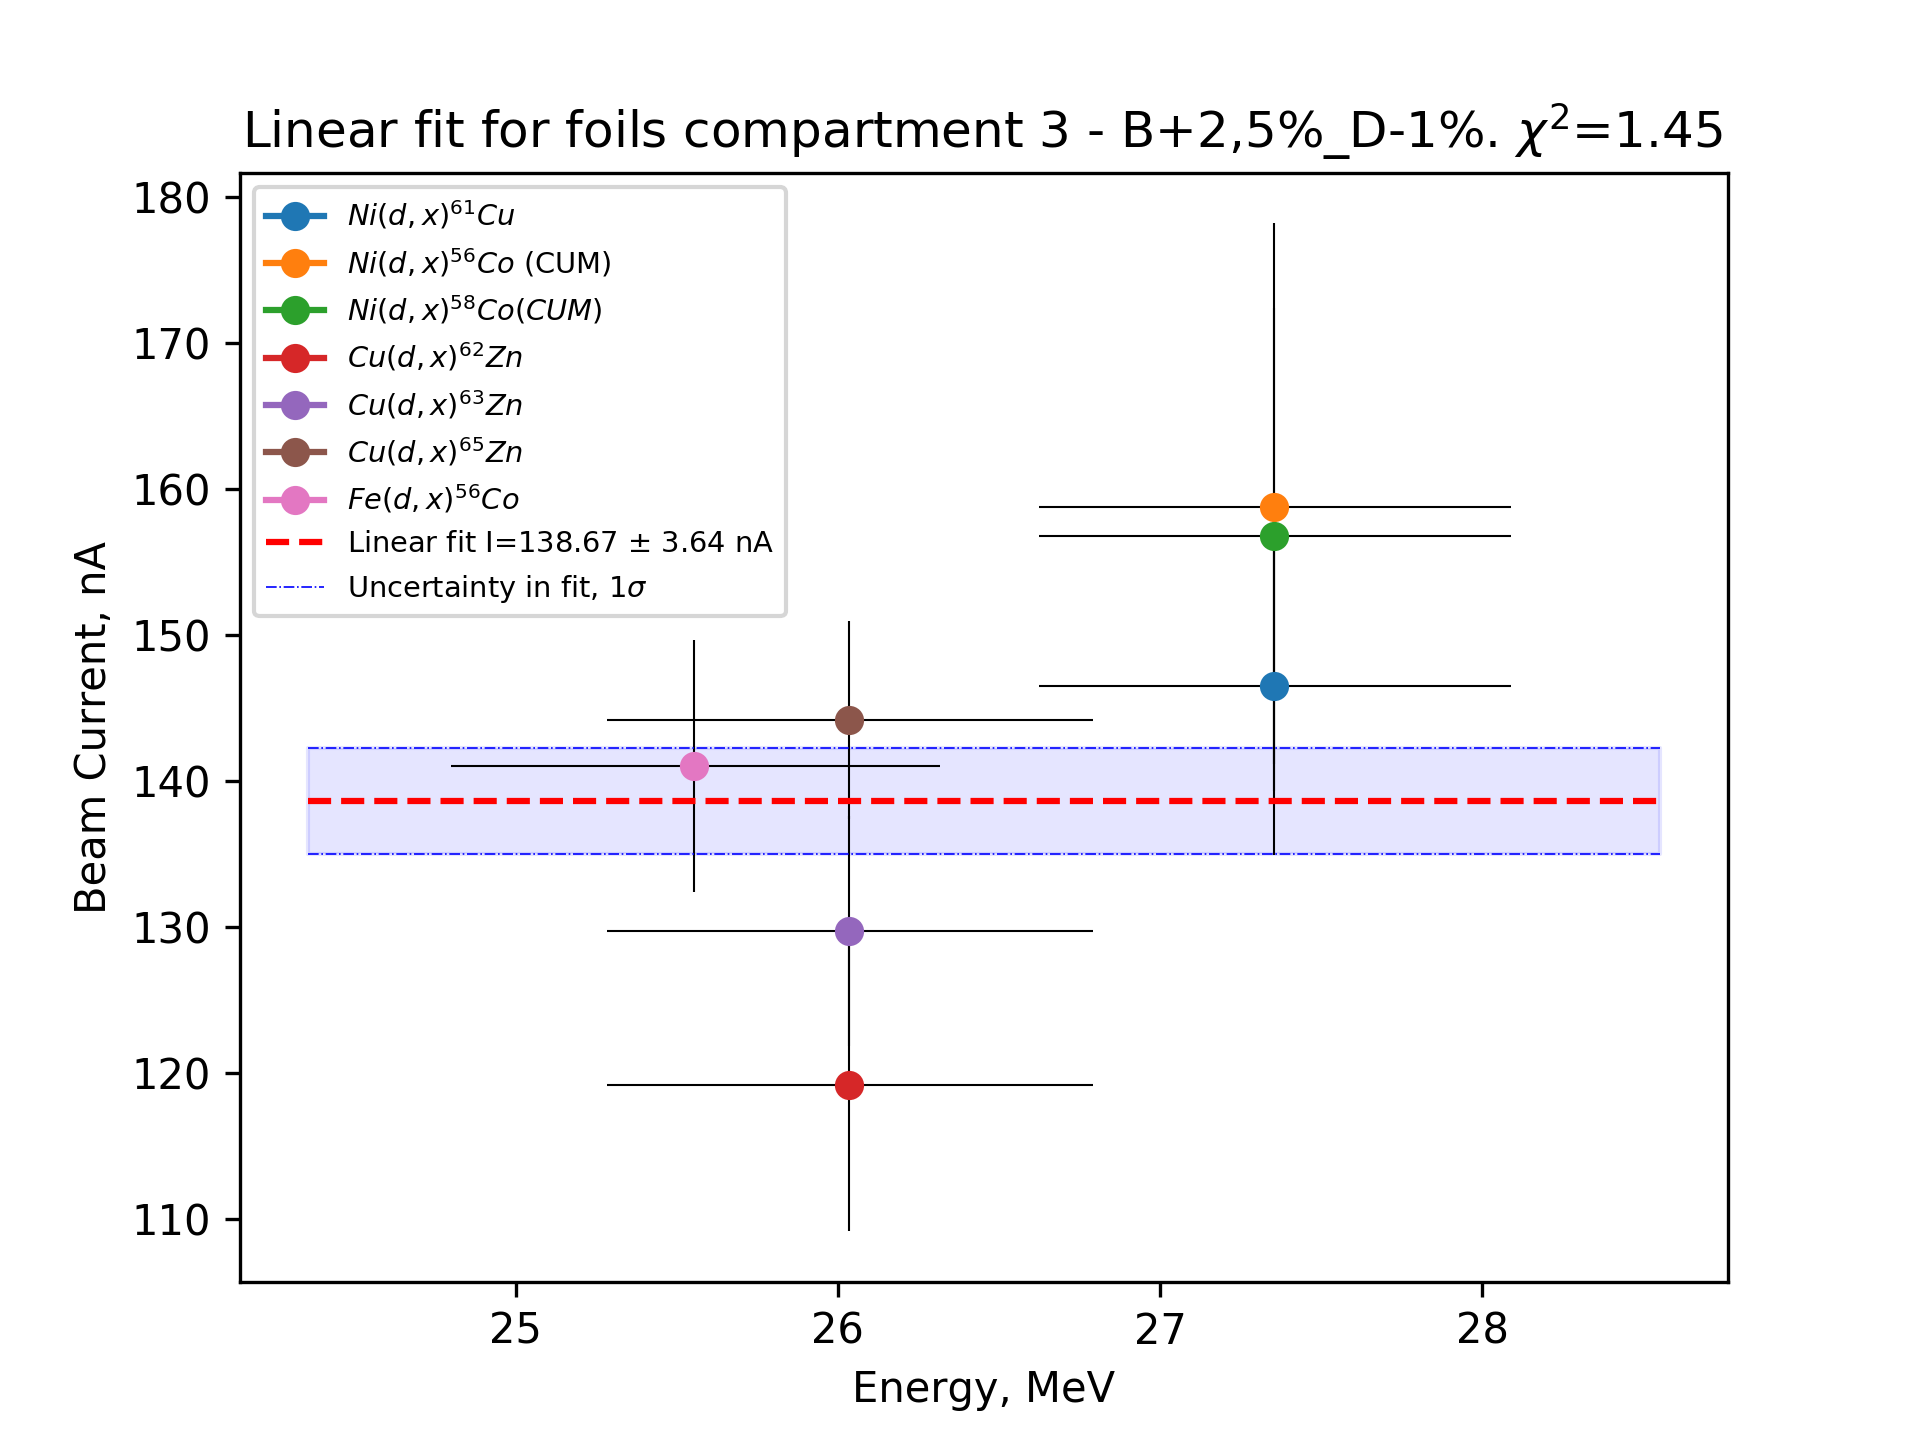 Linear fit for foils compartment 3 - B+2,5%_D-1%. χ²=1.45
180
170
160
150
140
130
120
110
Beam Current, nA
Ni(d, x)⁶¹Cu
Ni(d, x)⁵⁶Co (CUM)
Ni(d, x)⁵⁸Co(CUM)
Cu(d, x)⁶²Zn
Cu(d, x)⁶³Zn
Cu(d, x)⁶⁵Zn
Fe(d, x)⁵⁶Co
Linear fit I=138.67 ± 3.64 nA
Uncertainty in fit, 1σ
25 26 27 28
Energy, MeV